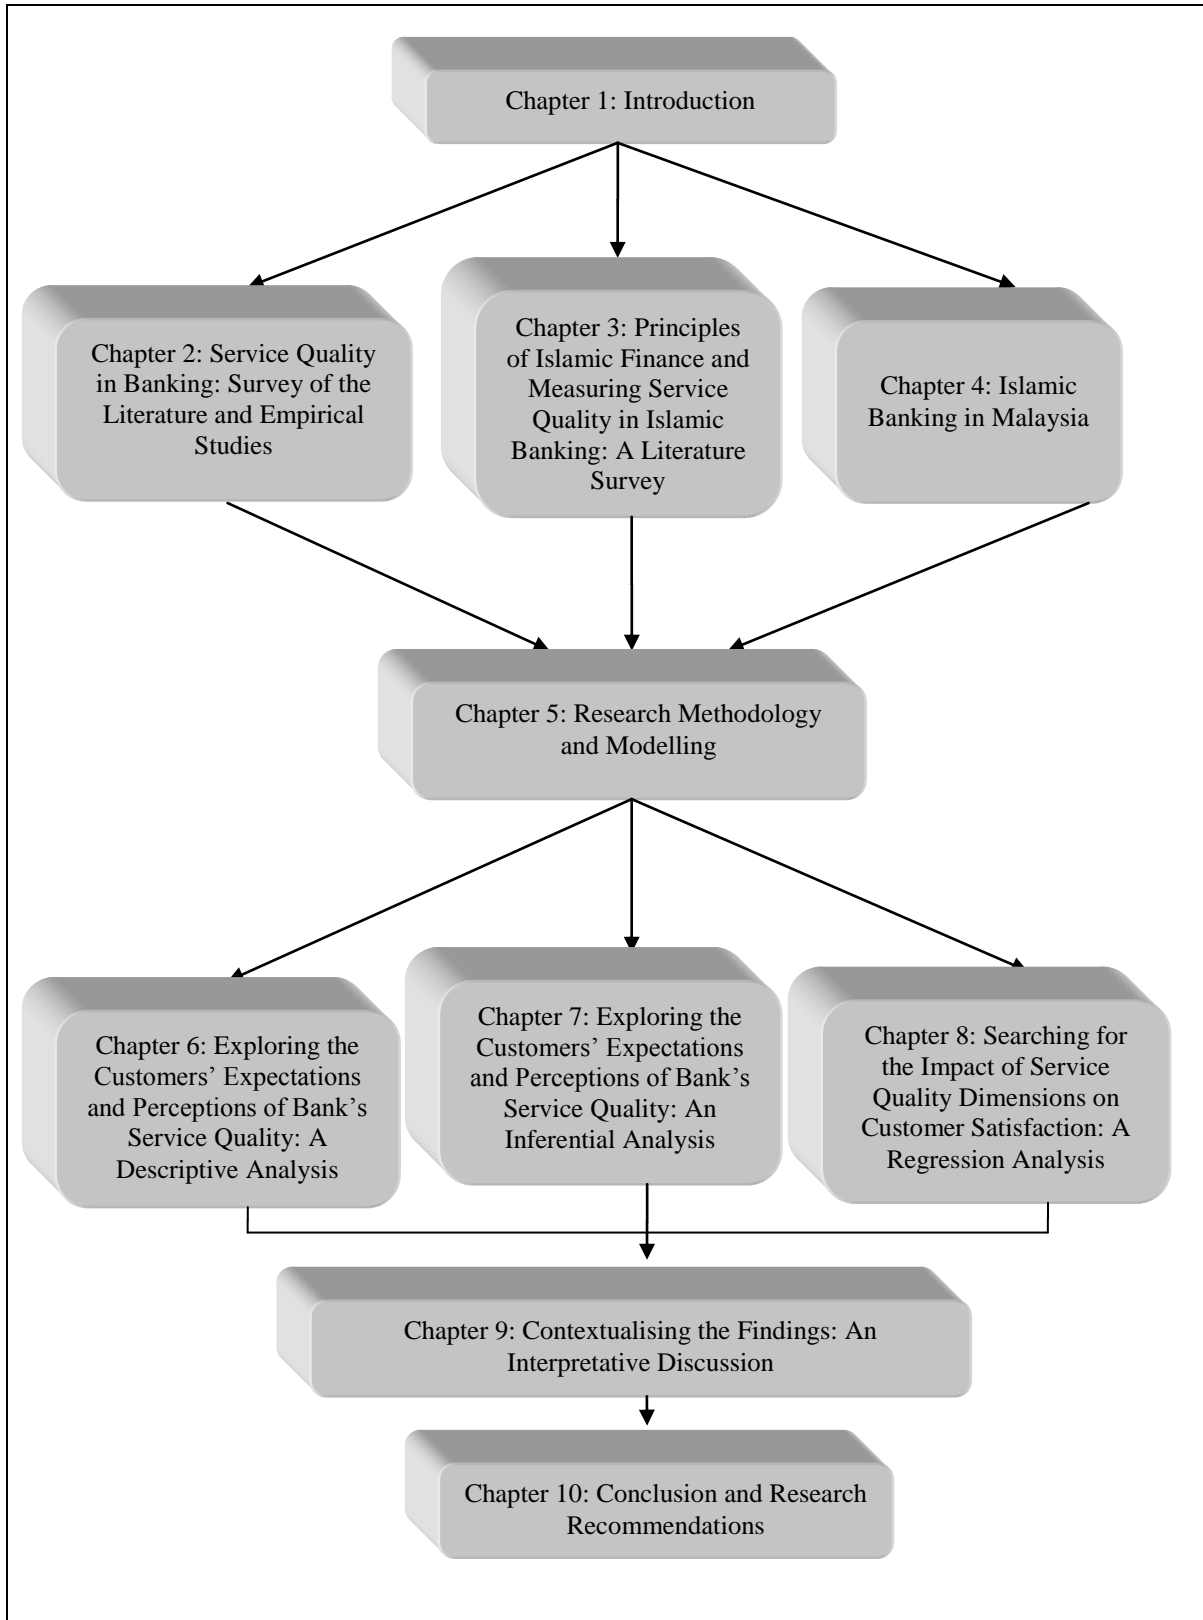 Chapter 1: Introduction
Chapter 2: Service Quality
in Banking: Survey of the
Literature and Empirical
Studies
Chapter 3: Principles
of Islamic Finance and
Measuring Service
Quality in Islamic
Banking: A Literature
Survey
Chapter 4: Islamic
Banking in Malaysia
Chapter 5: Research Methodology
and Modelling
Chapter 6: Exploring the
Customers’ Expectations
and Perceptions of Bank’s
Service Quality: A
Descriptive Analysis
Chapter 7: Exploring the
Customers’ Expectations
and Perceptions of Bank’s
Service Quality: An
Inferential Analysis
Chapter 8: Searching for
the Impact of Service
Quality Dimensions on
Customer Satisfaction: A
Regression Analysis
Chapter 9: Contextualising the Findings: An
Interpretative Discussion
Chapter 10: Conclusion and Research
Recommendations